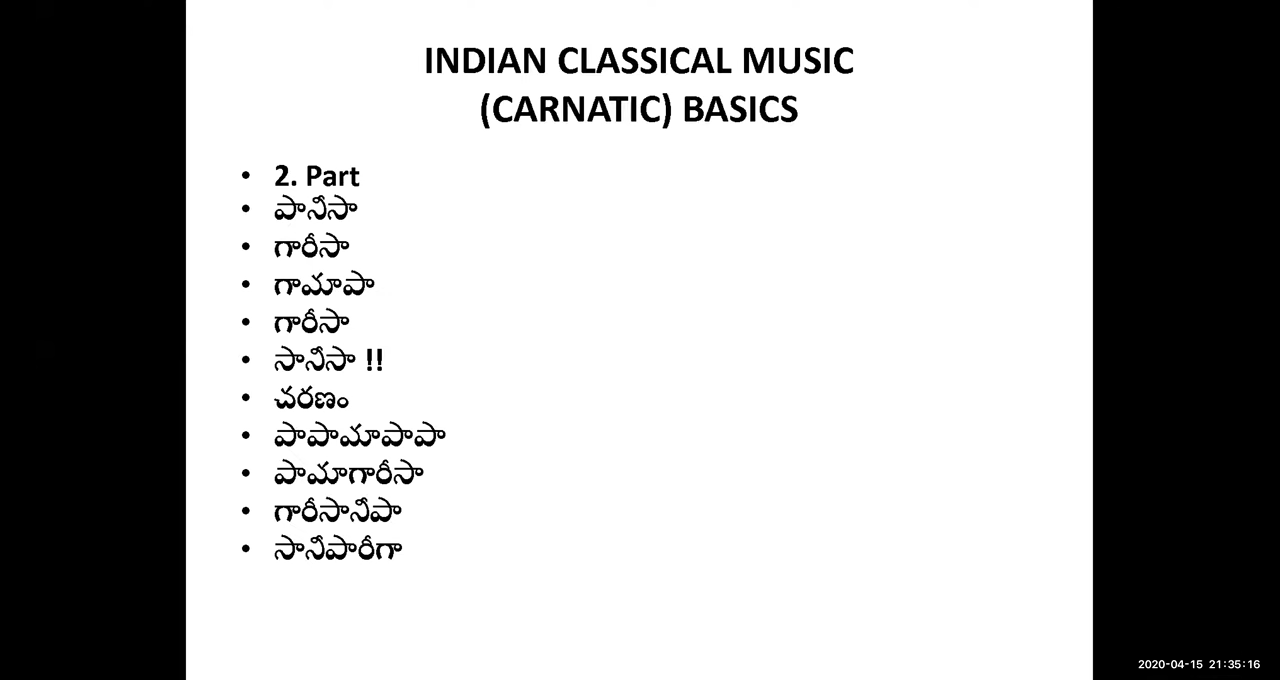 INDIAN CLASSICAL MUSIC
(CARNATIC) BASICS
• 2. Part
• పానీసా
• గారీసా
• గామాపా
• గారీసా
• సానీసా !!
• చరణం
• పాపామాపాపా
• పామాగారీసా
• గారీసానీపా
• సానీపారీగా
2020-04-15 21:35:16